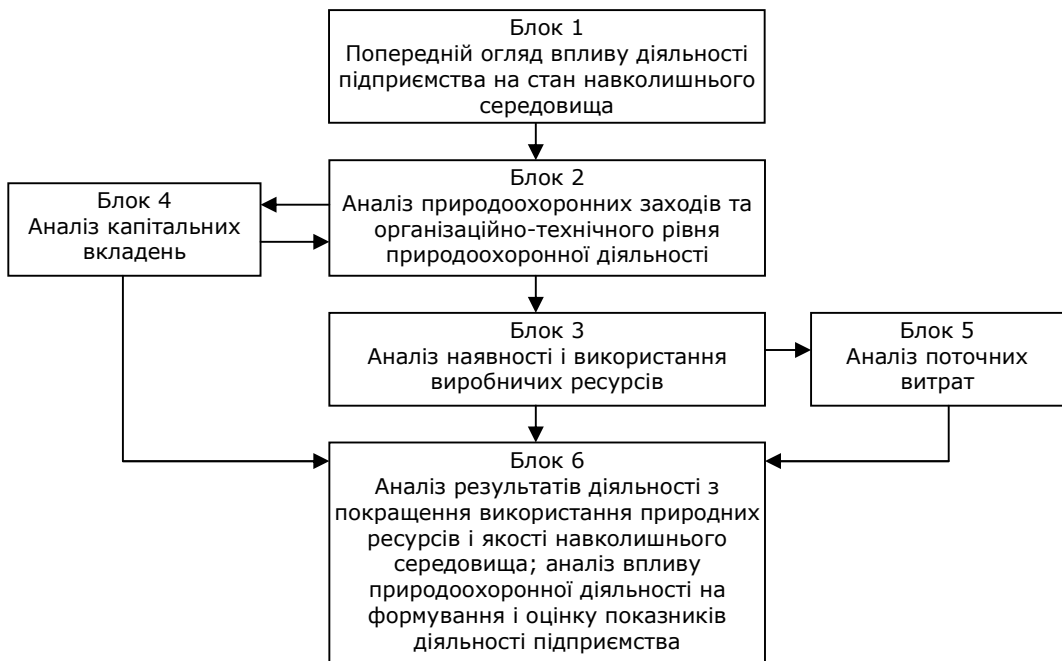 Блок 1
Попередній огляд впливу діяльності
підприємства на стан навколишнього
середовища
Блок 2
Аналіз природоохоронних заходів та
організаційно-технічного рівня
природоохоронної діяльності
Блок 4
Аналіз капітальних
вкладень
Блок 3
Аналіз наявності і використання
виробничих ресурсів
Блок 5
Аналіз поточних
витрат
Блок 6
Аналіз результатів діяльності з
покращення використання природних
ресурсів і якості навколишнього
середовища; аналіз впливу
природоохоронної діяльності на
формування і оцінку показників
діяльності підприємства